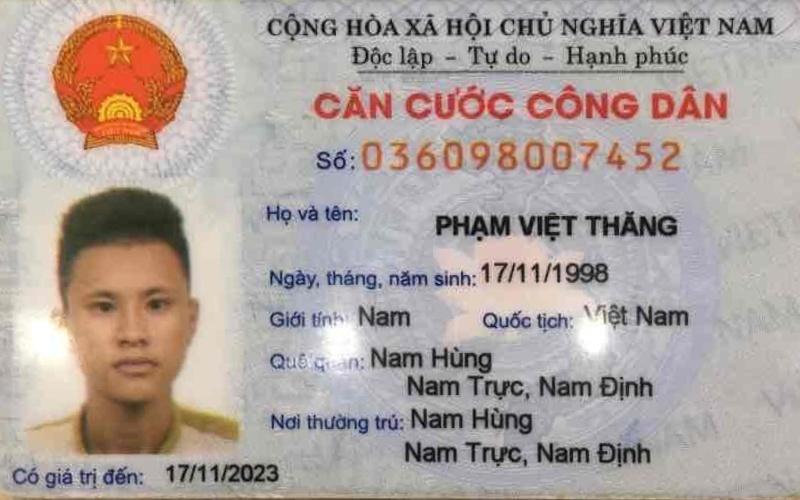 CỘNG HÒA XÃ HỘI CHỦ NGHĨA VIỆT NAM
Độc lập - Tự do - Hạnh phúc
CĂN CƯỚC CÔNG DÂN
Số: 036098007452
Họ và tên: PHẠM VIỆT THĂNG
Ngày, tháng, năm sinh: 17/11/1998
Giới tính: Nam Quốc tịch: Việt Nam
Quê quán: Nam Hùng
Nam Trực, Nam Định
Nơi thường trú: Nam Hùng
Nam Trực, Nam Định
Có giá trị đến: 17/11/2023